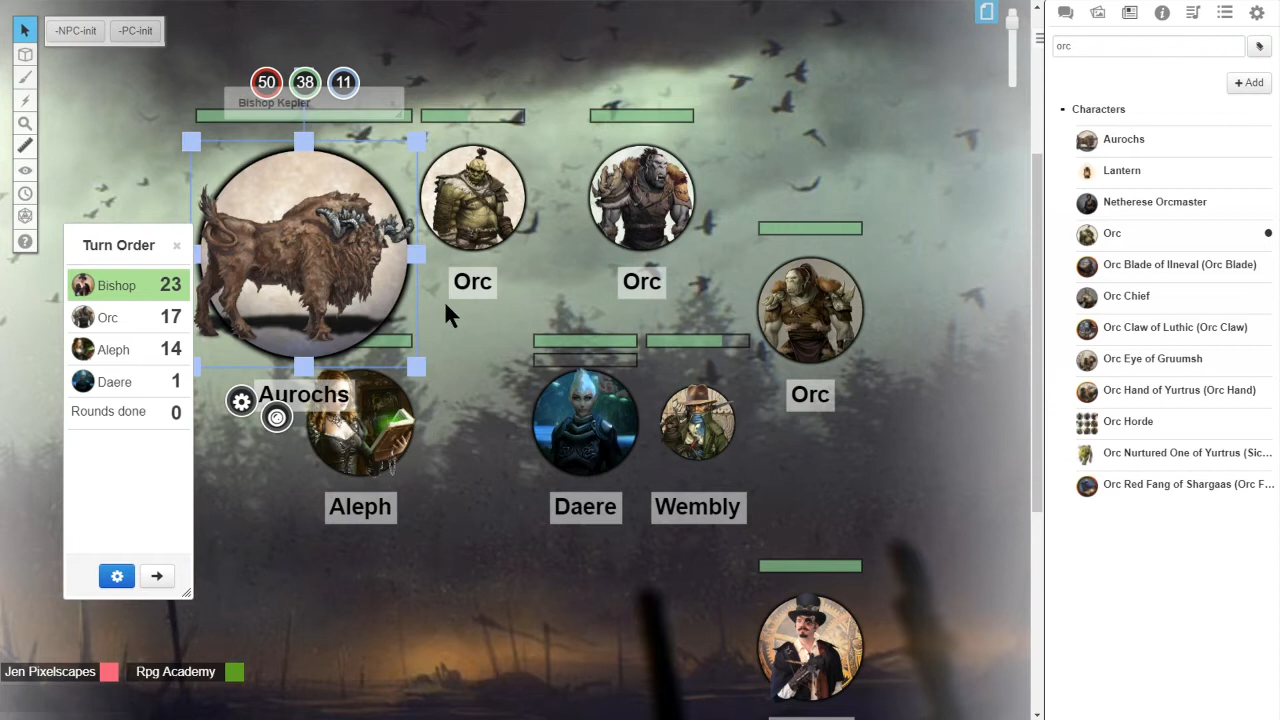 -NPC-init
-PC-init
orc
Add
50
38
11
Bishop Kepler
Characters
Aurochs
Lantern
Netherese Orcmaster
Orc
Orc Blade of Ilneval (Orc Blade)
Orc Chief
Orc Claw of Luthic (Orc Claw)
Orc Eye of Gruumsh
Orc Hand of Yurtrus (Orc Hand)
Orc Horde
Orc Nurtured One of Yurtrus (Sic...
Orc Red Fang of Shargaas (Orc F...
Turn Order
Bishop 23
Orc 17
Aleph 14
Daere 1
Rounds done 0
Orc
Orc
Orc
Aurochs
Aleph
Daere
Wembly
Jen Pixelscapes
Rpg Academy